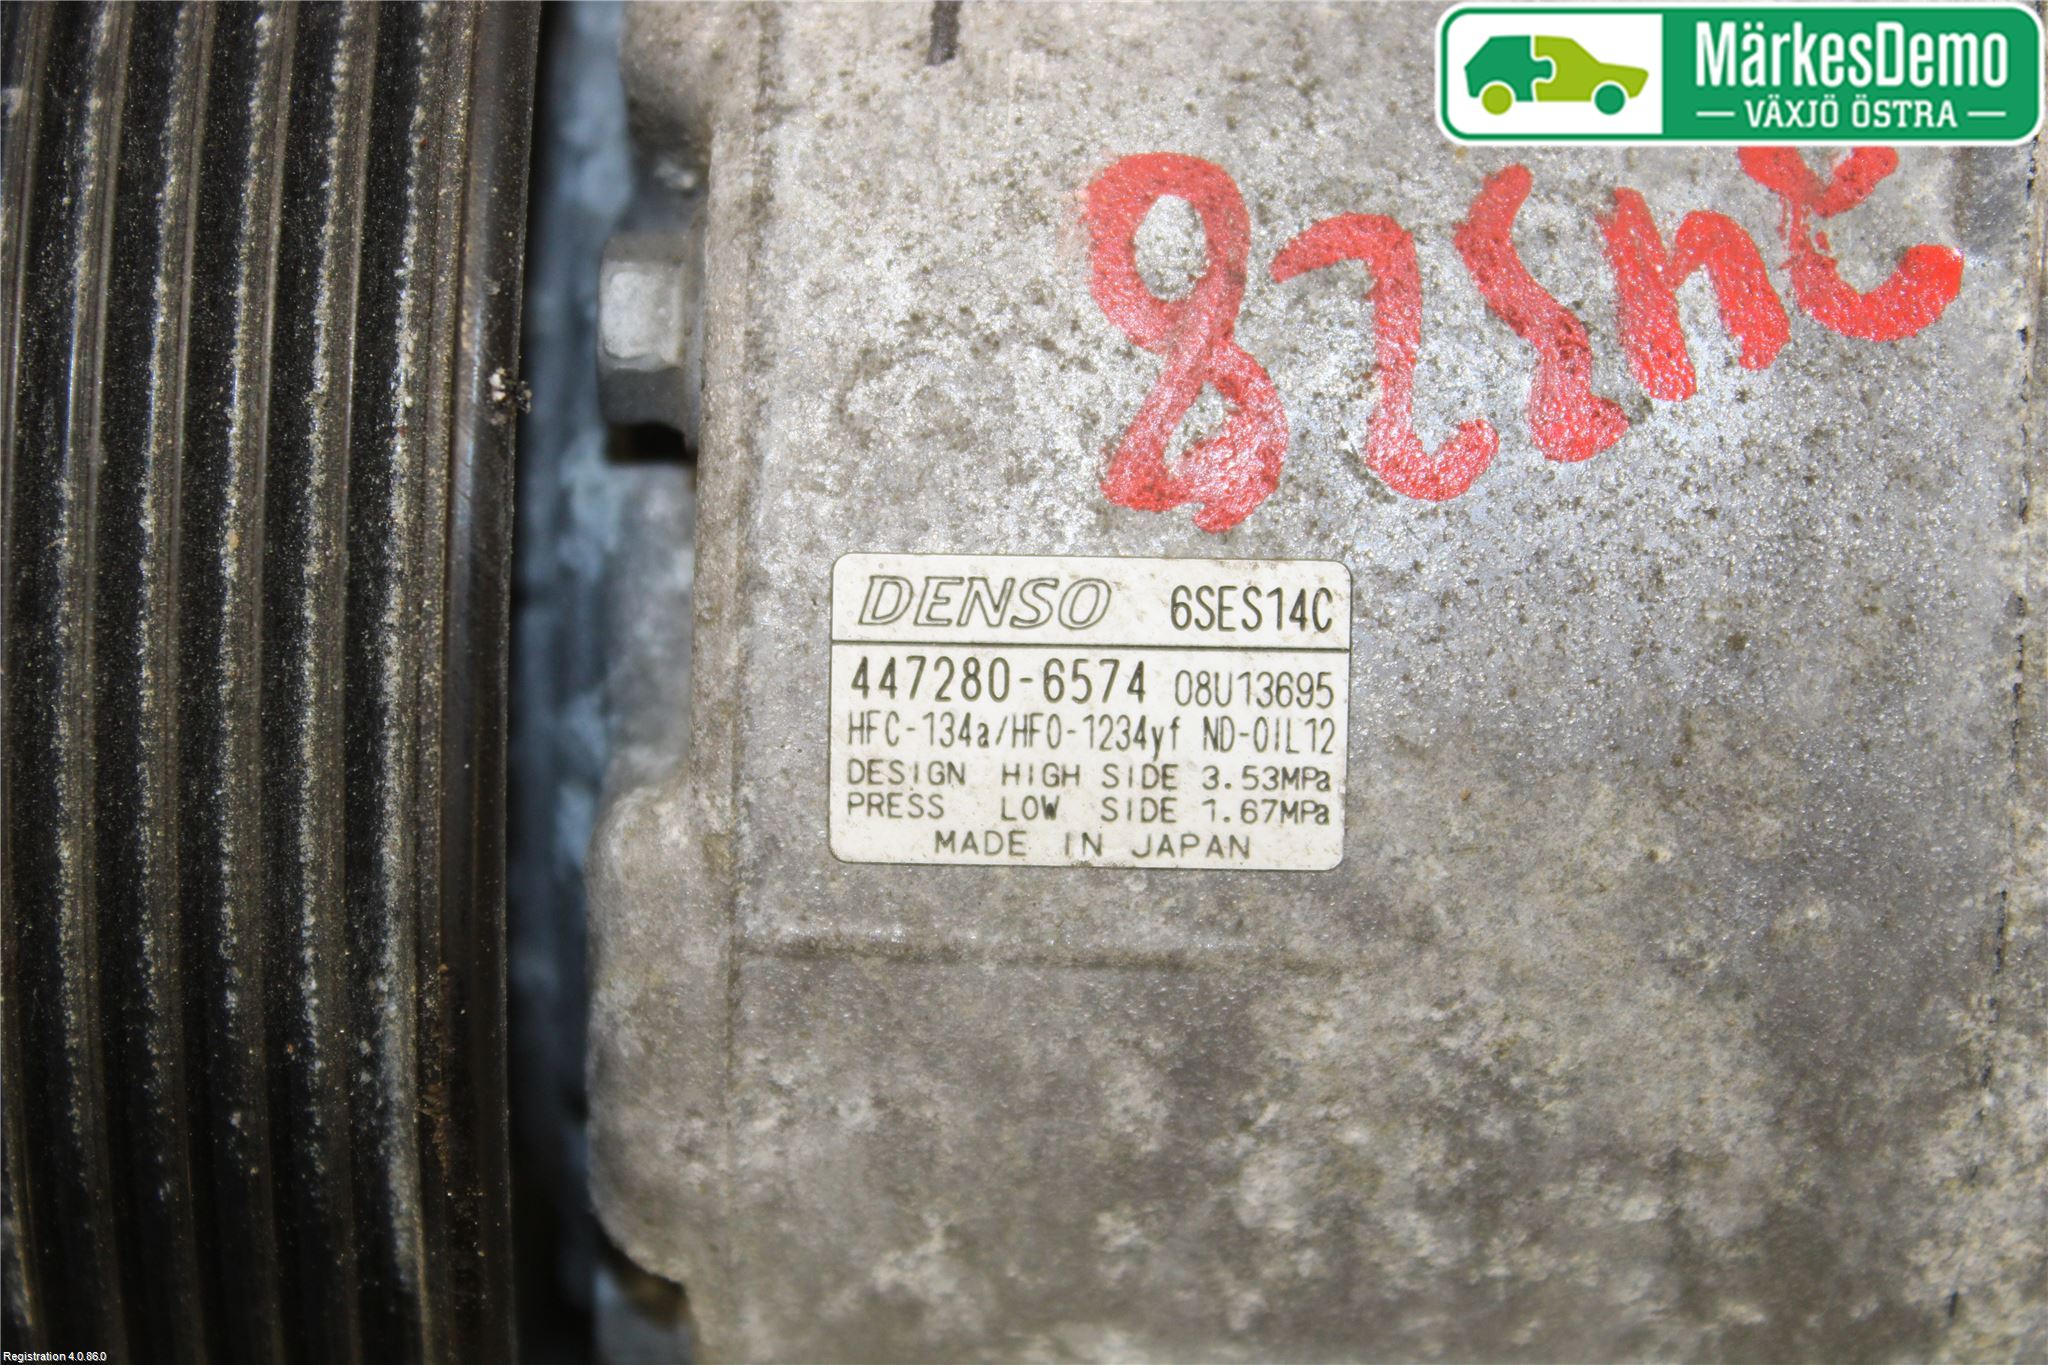 MärkesDemo
VÄXJÖ ÖSTRA
DENSO 6SES14C
447280-6574 08U13695
HFC-134a/HFO-1234yf ND-OIL12
DESIGN HIGH SIDE 3.53MPa
PRESS LOW SIDE 1.67MPa
MADE IN JAPAN
Registration 4.0.86.0